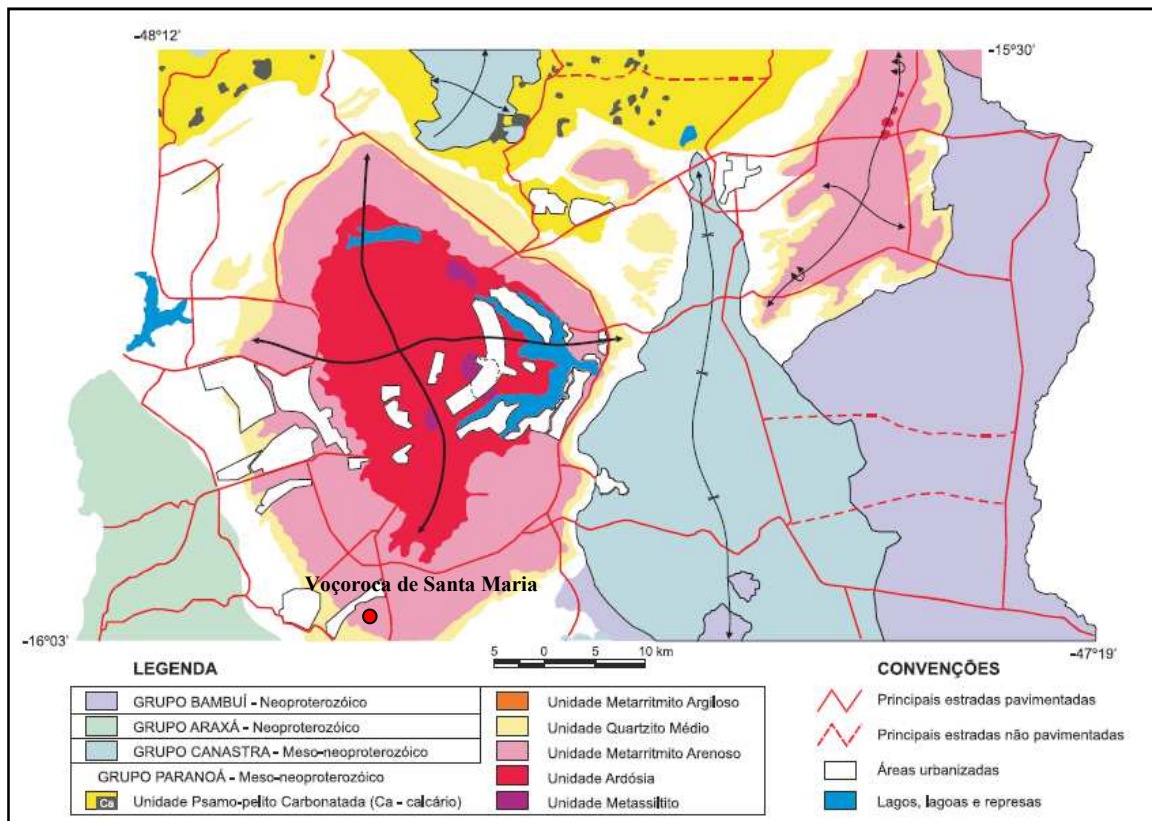 −48°12’
−15°30’
Voçoroca de Santa Maria
−16°03’
−47°19’
5 0 5 10 km
LEGENDA
GRUPO BAMBUÍ - Neoproterozóico
GRUPO ARAXÁ - Neoproterozóico
GRUPO CANASTRA - Meso-neoproterozóico
GRUPO PARANOÁ - Meso-neoproterozóico
Ca Unidade Psamo-pelito Carbonatada (Ca - calcário)
Unidade Metarritmito Argiloso
Unidade Quartzito Médio
Unidade Metarritmito Arenoso
Unidade Ardósia
Unidade Metassiltito
CONVENÇÕES
Principais estradas pavimentadas
Principais estradas não pavimentadas
Áreas urbanizadas
Lagos, lagoas e represas